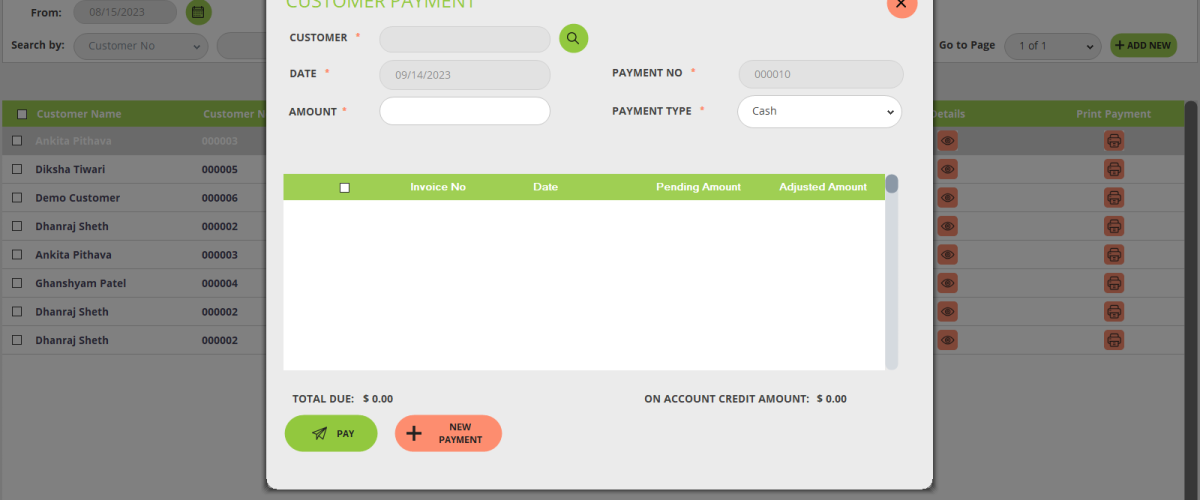 CUSTOMER PAYMENT
From: 08/15/2023
Search by: Customer No
Go to Page 1 of 1 + ADD NEW
CUSTOMER *
DATE * 09/14/2023 PAYMENT NO * 000010
AMOUNT * PAYMENT TYPE * Cash
Customer Name Customer N
Details Print Payment
Ankita Pithava 000003
Diksha Tiwari 000005
Demo Customer 000006
Dhanraj Sheth 000002
Ankita Pithava 000003
Ghanshyam Patel 000004
Dhanraj Sheth 000002
Dhanraj Sheth 000002
Invoice No Date Pending Amount Adjusted Amount
TOTAL DUE: $ 0.00 ON ACCOUNT CREDIT AMOUNT: $ 0.00
PAY
NEW
PAYMENT